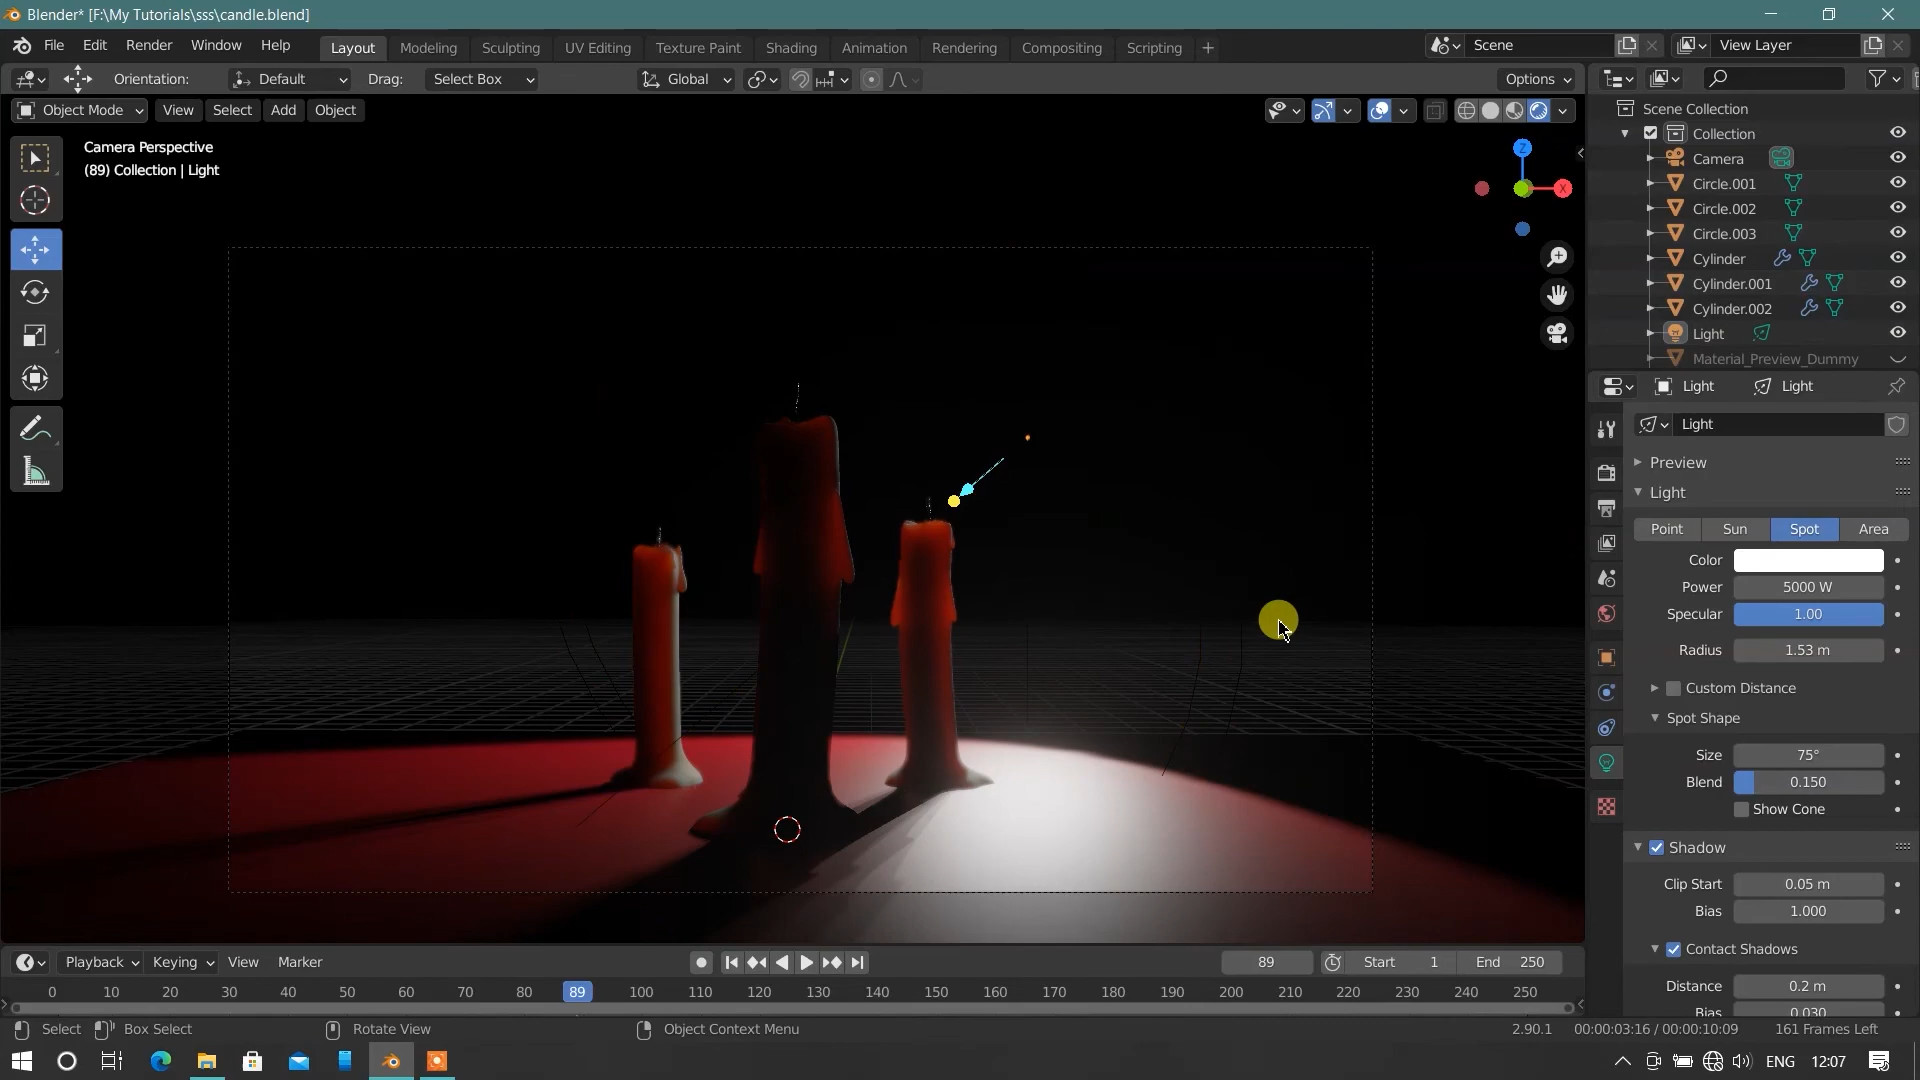 Blender* [F:\My Tutorials\sss\candle.blend]
File Edit Render Window Help Layout Modeling Sculpting UV Editing Texture Paint Shading Animation Rendering Compositing Scripting + Scene View Layer
Orientation: Default Drag: Select Box Global Options
Object Mode View Select Add Object
Camera Perspective
(89) Collection | Light
Z
X
Scene Collection
Collection
Camera
Circle.001
Circle.002
Circle.003
Cylinder
Cylinder.001
Cylinder.002
Light
Material_Preview_Dummy
Light Light
Light
Preview
Light
Point Sun Spot Area
Color
Power 5000 W
Specular 1.00
Radius 1.53 m
Custom Distance
Spot Shape
Size 75°
Blend 0.150
Show Cone
Shadow
Clip Start 0.05 m
Bias 1.000
Contact Shadows
Distance 0.2 m
Bias 0.030
Playback Keying View Marker 89 Start 1 End 250
0 10 20 30 40 50 60 70 80 89 100 110 120 130 140 150 160 170 180 190 200 210 220 230 240 250
Select Box Select Rotate View Object Context Menu 2.90.1 00:00:03:16 / 00:00:10:09 161 Frames Left
ENG 12:07